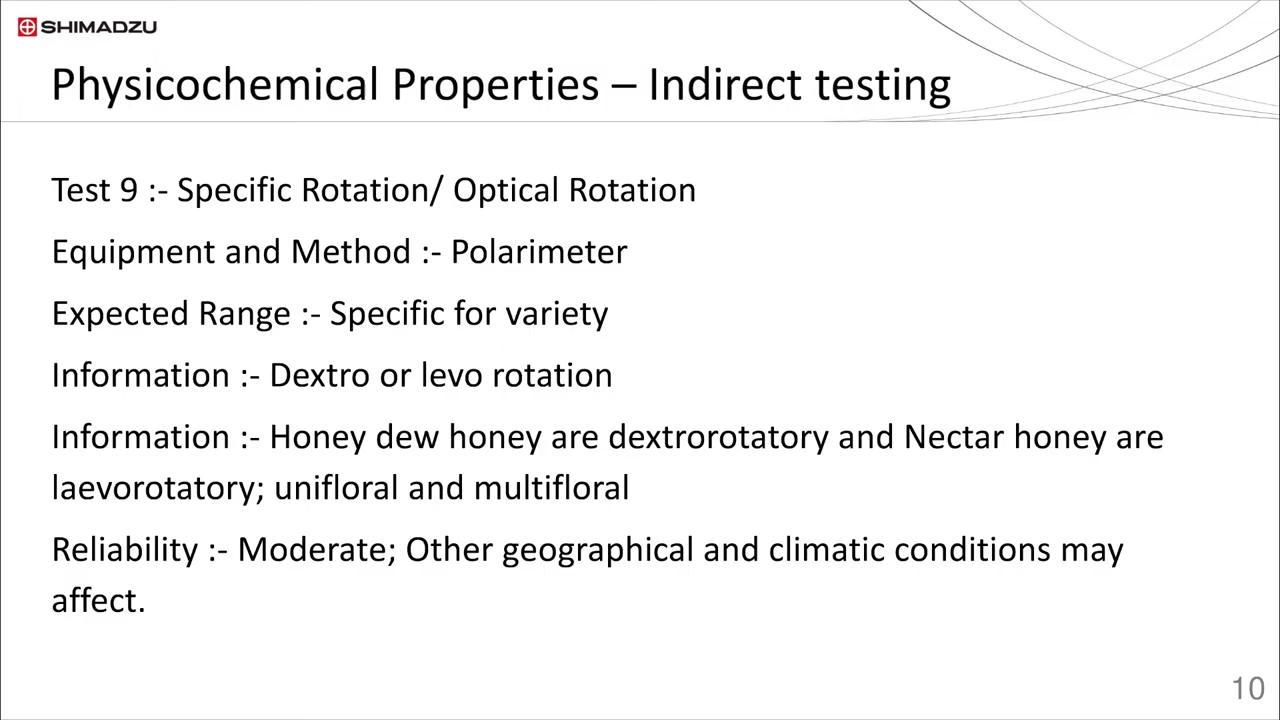 SHIMADZU
Physicochemical Properties – Indirect testing
Test 9 :- Specific Rotation/ Optical Rotation
Equipment and Method :- Polarimeter
Expected Range :- Specific for variety
Information :- Dextro or levo rotation
Information :- Honey dew honey are dextrorotatory and Nectar honey are
laevorotatory; unifloral and multifloral
Reliability :- Moderate; Other geographical and climatic conditions may
affect.
10